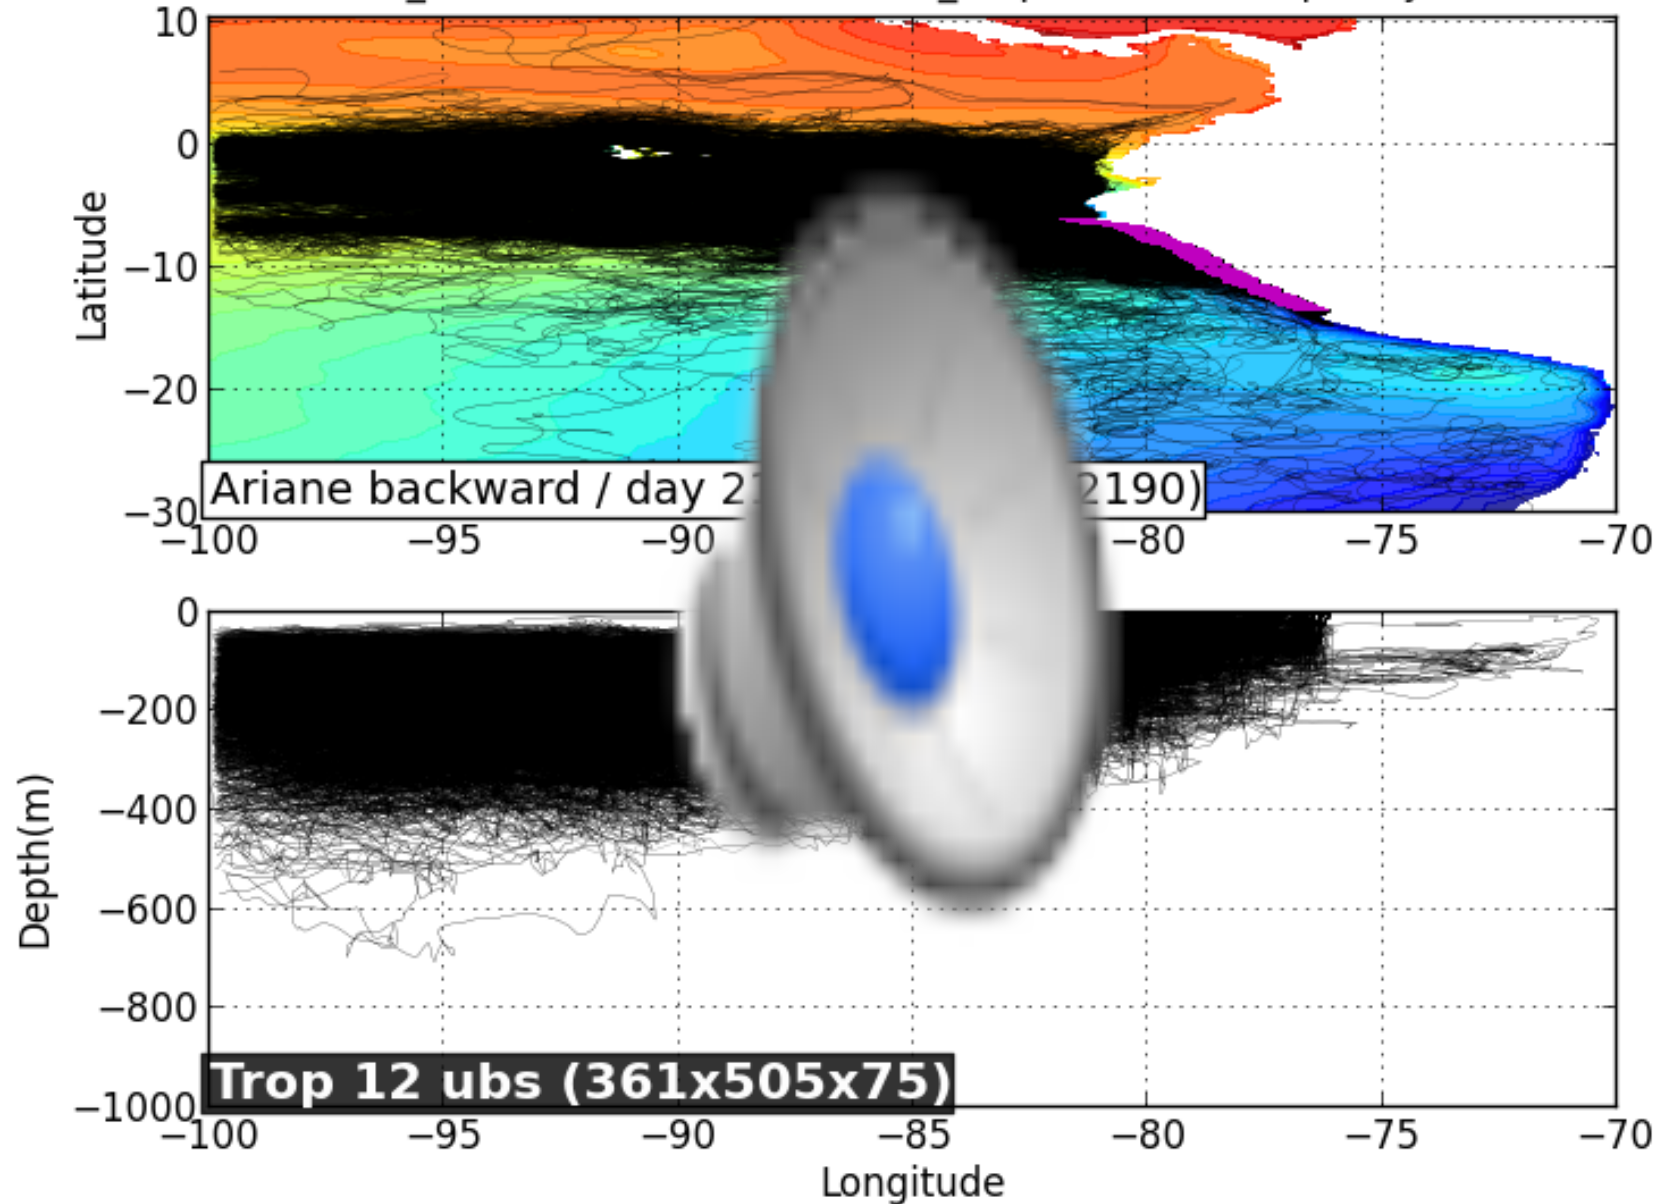 10
0
−10
−20
−30
Latitude
Ariane backward / day 2190)
−100 −95 −90 −80 −75 −70
0
−200
−400
−600
−800
−1000
Depth(m)
Trop 12 ubs (361x505x75)
−100 −95 −90 −85 −80 −75 −70
Longitude